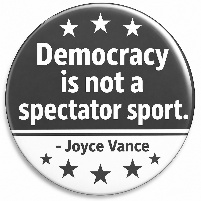 Democracy
is not a
spectator sport.
- Joyce Vance